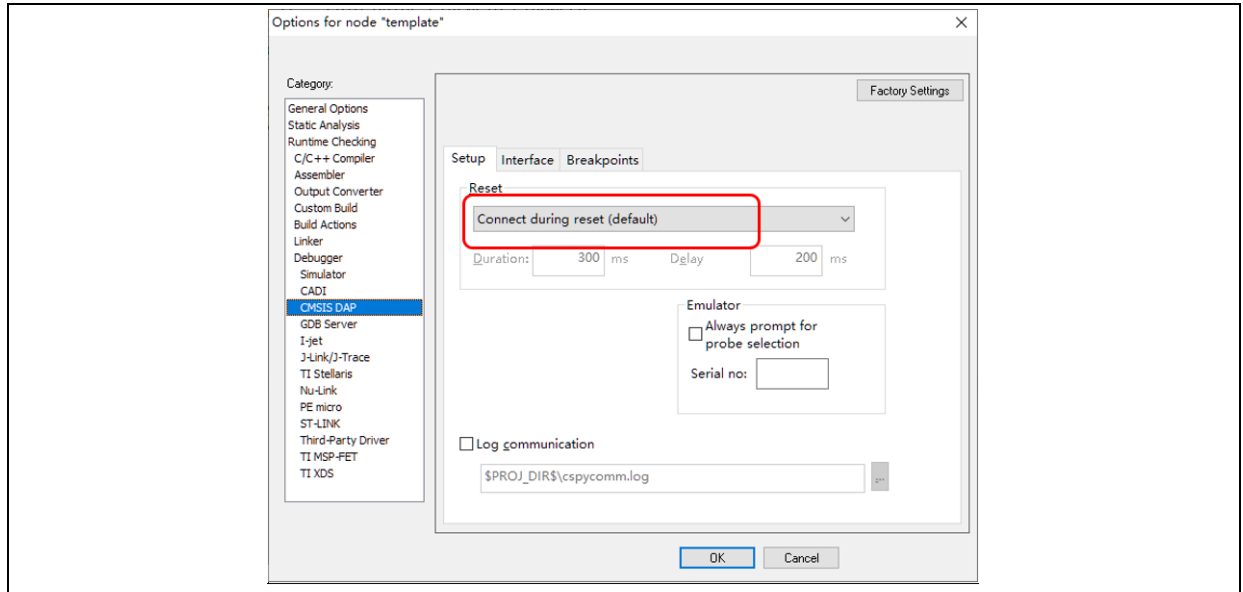 Options for node "template"
Category:
Factory Settings
General Options
Static Analysis
Runtime Checking
C/C++ Compiler
Assembler
Output Converter
Custom Build
Build Actions
Linker
Debugger
Simulator
CADI
CMSIS DAP
GDB Server
I-jet
J-Link/J-Trace
TI Stellaris
Nu-Link
PE micro
ST-LINK
Third-Party Driver
TI MSP-FET
TI XDS
Setup Interface Breakpoints
Reset
Connect during reset (default)
Duration: 300 ms Delay 200 ms
Emulator
Always prompt for
probe selection
Serial no:
Log communication
$PROJ_DIR$\cspycomm.log
...
OK Cancel